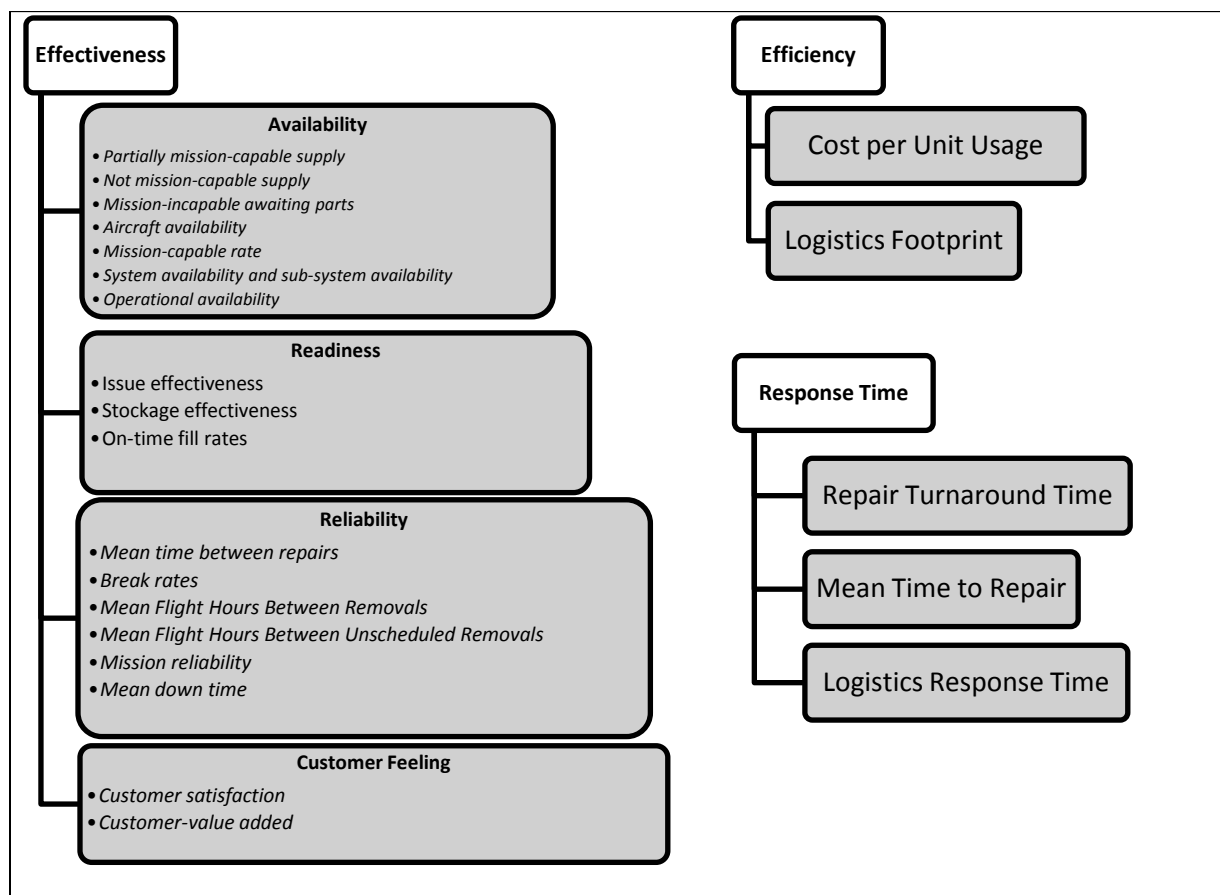 Effectiveness
Availability
•Partially mission-capable supply
•Not mission-capable supply
•Mission-incapable awaiting parts
•Aircraft availability
•Mission-capable rate
•System availability and sub-system availability
•Operational availability
Readiness
•Issue effectiveness
•Stockage effectiveness
•On-time fill rates
Reliability
•Mean time between repairs
•Break rates
•Mean Flight Hours Between Removals
•Mean Flight Hours Between Unscheduled Removals
•Mission reliability
•Mean down time
Customer Feeling
•Customer satisfaction
•Customer-value added
Efficiency
Cost per Unit Usage
Logistics Footprint
Response Time
Repair Turnaround Time
Mean Time to Repair
Logistics Response Time